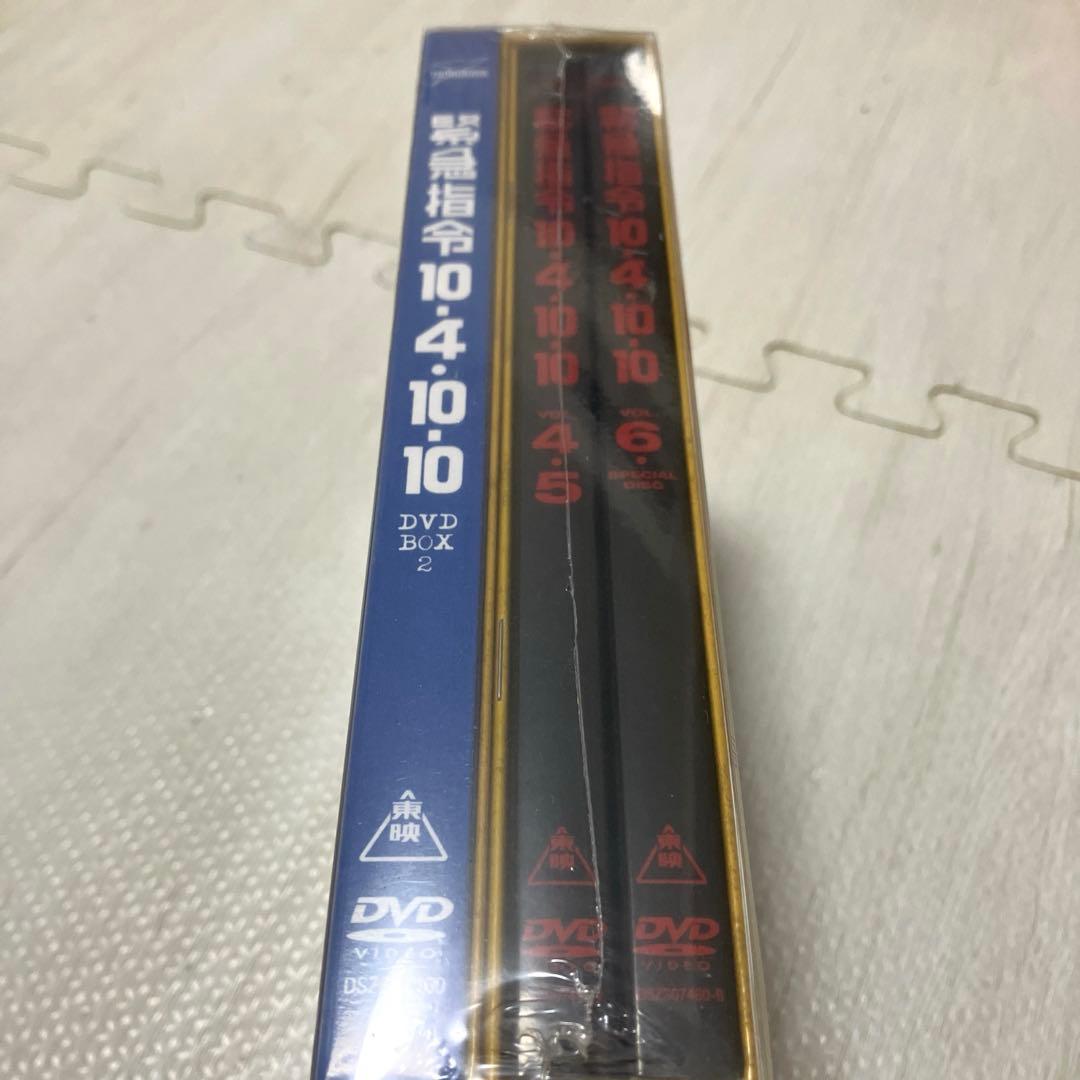 緊急指令
10・4・10・10
DVD
BOX
2
東映
DVD
VIDEO
緊急指令
10・4・10・10
VOL.
4・5
東映
DVD
緊急指令
10・4・10・10
VOL.
6・
SPECIAL
DISC
東映
DVD
VIDEO